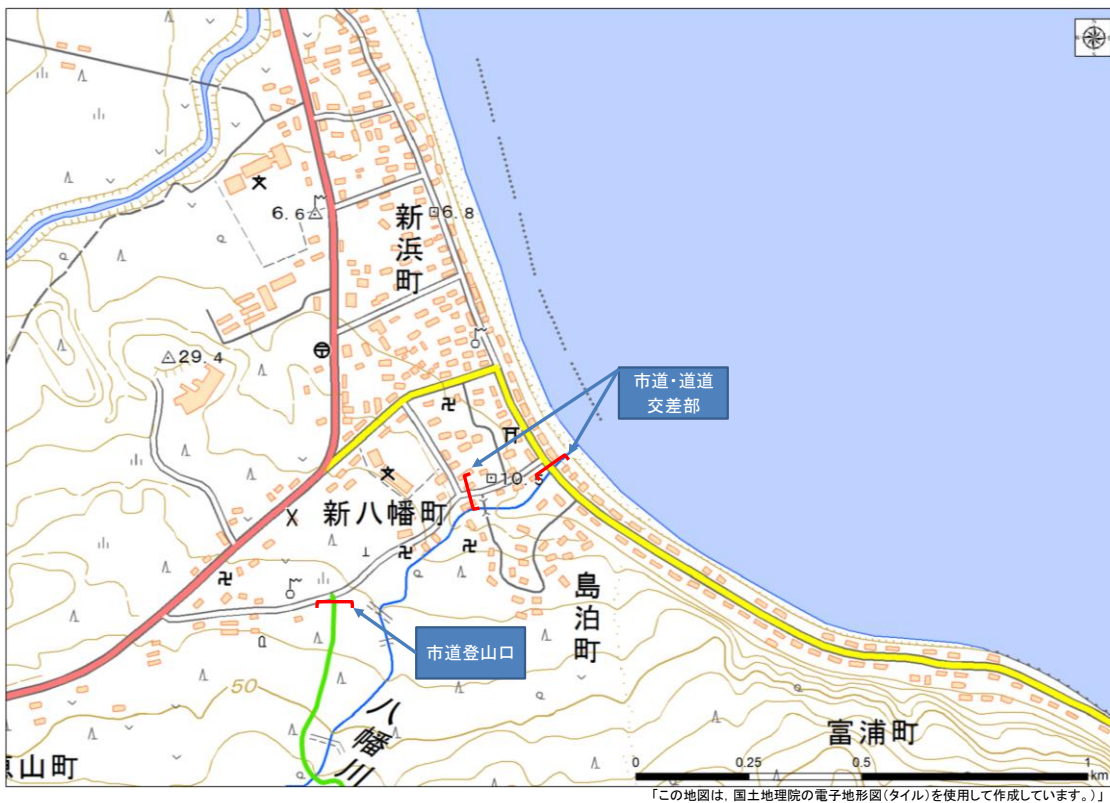 新浜町
6.6
6.8
29.4
市道・道道
交差部
10.5
新八幡町
島泊町
市道登山口
50
八幡川
富浦町
山町
0 0.25 0.5 1
km
「この地図は, 国土地理院の電子地形図(タイル)を使用して作成しています。)」